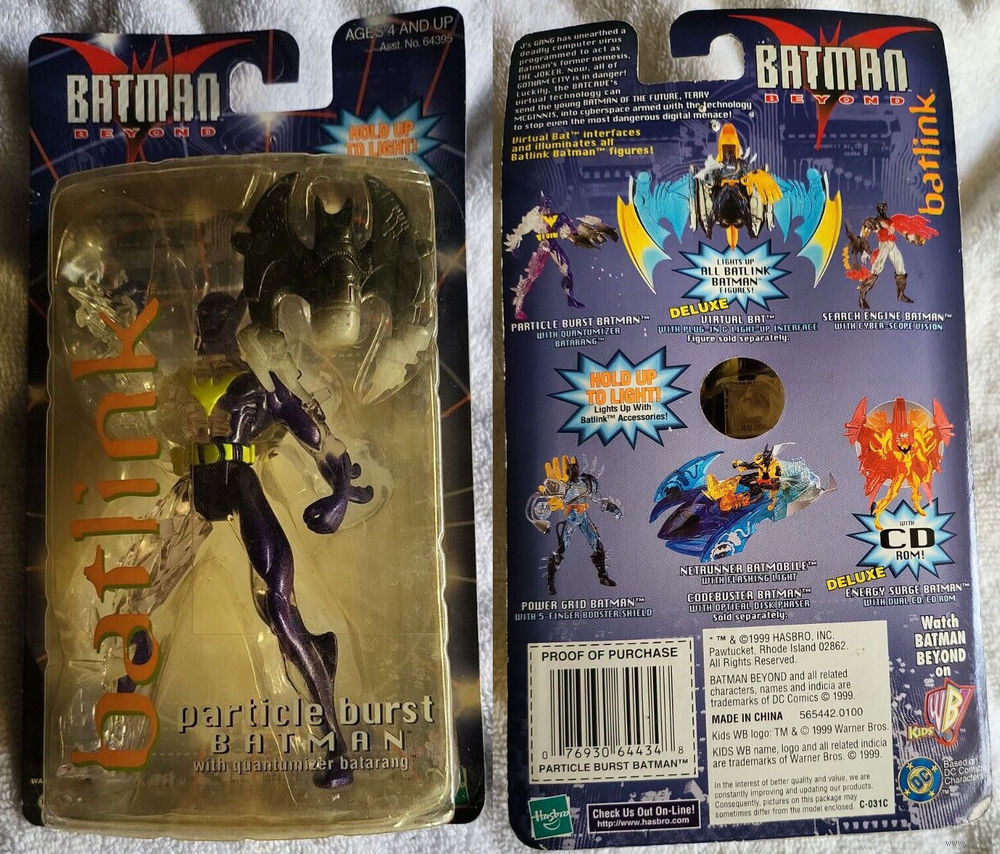 AGES 4 AND UP
Asst. No. 64395
BATMAN
BEYOND
HOLD UP
TO LIGHT!
batlink
particle burst
BATMAN™
with quantumizer batarang™
J's GANG has unearthed a
deadly computer virus
programmed to act as
Batman's former nemesis,
THE JOKER. Now, all of
GOTHAM CITY is in danger!
Luckily, the BATCAVE's
virtual technology can
send the young BATMAN OF THE FUTURE, TERRY
MCGINNIS, into cyberspace armed with the technology
to stop even the most dangerous digital menace!
Virtual Bat™ interfaces
and illuminates all
Batlink Batman™ figures!
BATMAN
BEYOND
batlink
LIGHTS UP
ALL BATLINK
BATMAN™
FIGURES!
PARTICLE BURST BATMAN™
WITH QUANTUMIZER
BATARANG™
DELUXE
VIRTUAL BAT™
WITH PLUG-IN & LIGHT-UP INTERFACE
Figure sold separately.
SEARCH ENGINE BATMAN™
WITH CYBER-SCOPE VISION
HOLD UP
TO LIGHT!
Lights Up With
Batlink™ Accessories!
WITH
CD
ROM!
POWER GRID BATMAN™
WITH 5-FINGER BOOSTER SHIELD
NETRUNNER BATMOBILE™
WITH FLASHING LIGHT
CODEBUSTER BATMAN™
WITH OPTICAL DISK PHASER
Sold separately.
DELUXE
ENERGY SURGE BATMAN™
WITH DUAL CD/CD ROM
Watch
BATMAN
BEYOND
on
KIDS WB
PROOF OF PURCHASE
0 76930 64434 8
PARTICLE BURST BATMAN™
* ™ & ©1999 HASBRO, INC.
Pawtucket, Rhode Island 02862.
All Rights Reserved.
BATMAN BEYOND and all related
characters, names and indicia are
trademarks of DC Comics © 1999.
MADE IN CHINA 565442.0100
Kids WB logo: TM & © 1999 Warner Bros.
KIDS WB name, logo and all related indicia
are trademarks of Warner Bros. © 1999.
In the interest of better quality and value, we are
constantly improving and updating our products.
Consequently, pictures on this package may
sometimes differ from the model enclosed. C-031C
DC
Based on
DC Comics
Characters
Hasbro
Check Us Out On-Line!
http://www.hasbro.com